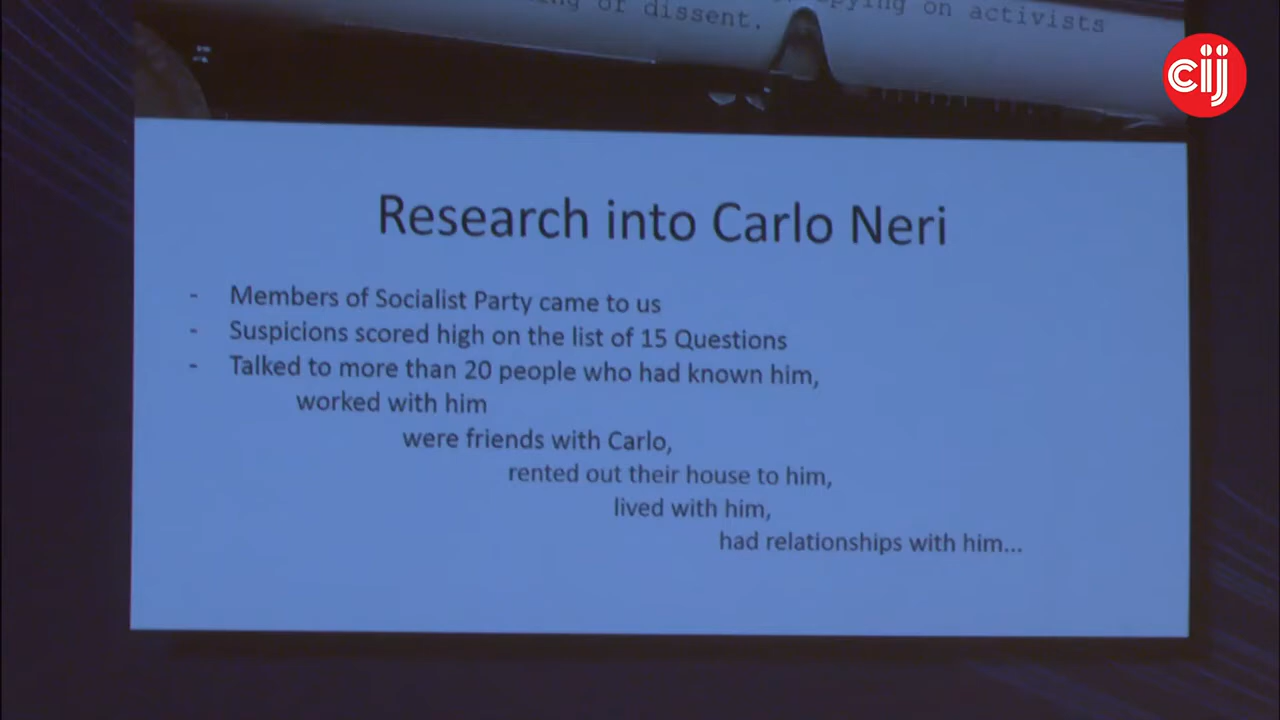 of dissent.
on activists
cij
Research into Carlo Neri
- Members of Socialist Party came to us
- Suspicions scored high on the list of 15 Questions
- Talked to more than 20 people who had known him,
worked with him
were friends with Carlo,
rented out their house to him,
lived with him,
had relationships with him...